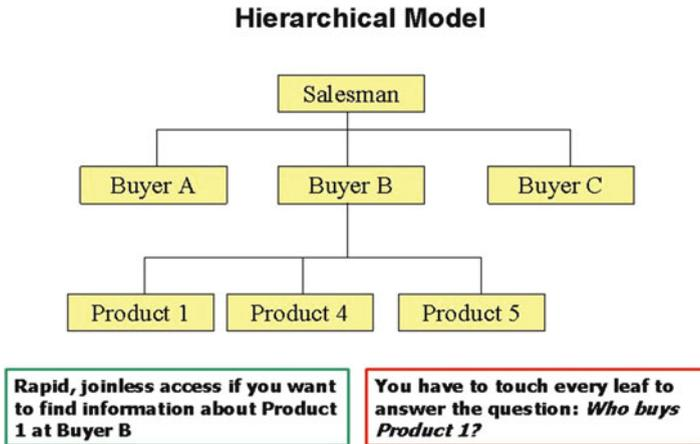 Hierarchical Model
Salesman
Buyer A
Buyer B
Buyer C
Product 1
Product 4
Product 5
Rapid, joinless access if you want
to find information about Product
1 at Buyer B
You have to touch every leaf to
answer the question: Who buys
Product 1?